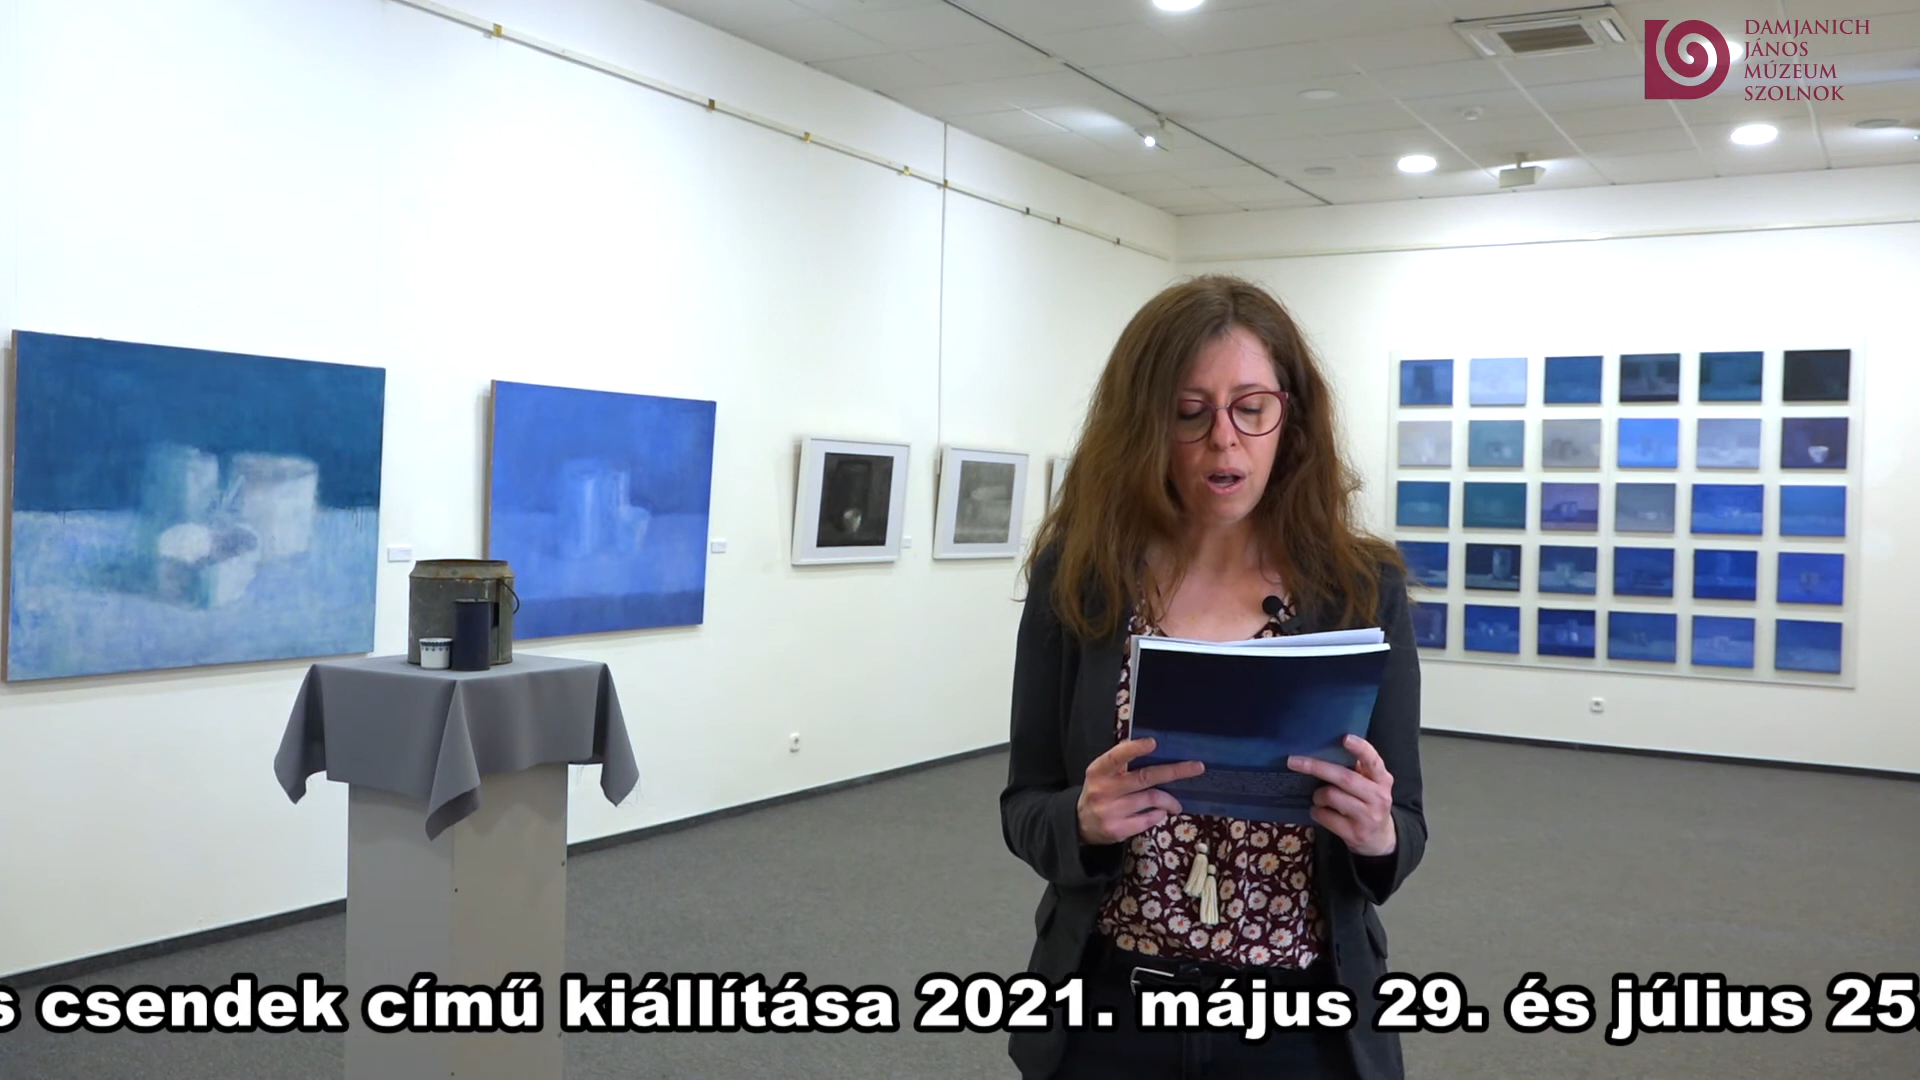 DAMJANICH
JÁNOS
MÚZEUM
SZOLNOK
csendek című kiállítása 2021. május 29. és július 25